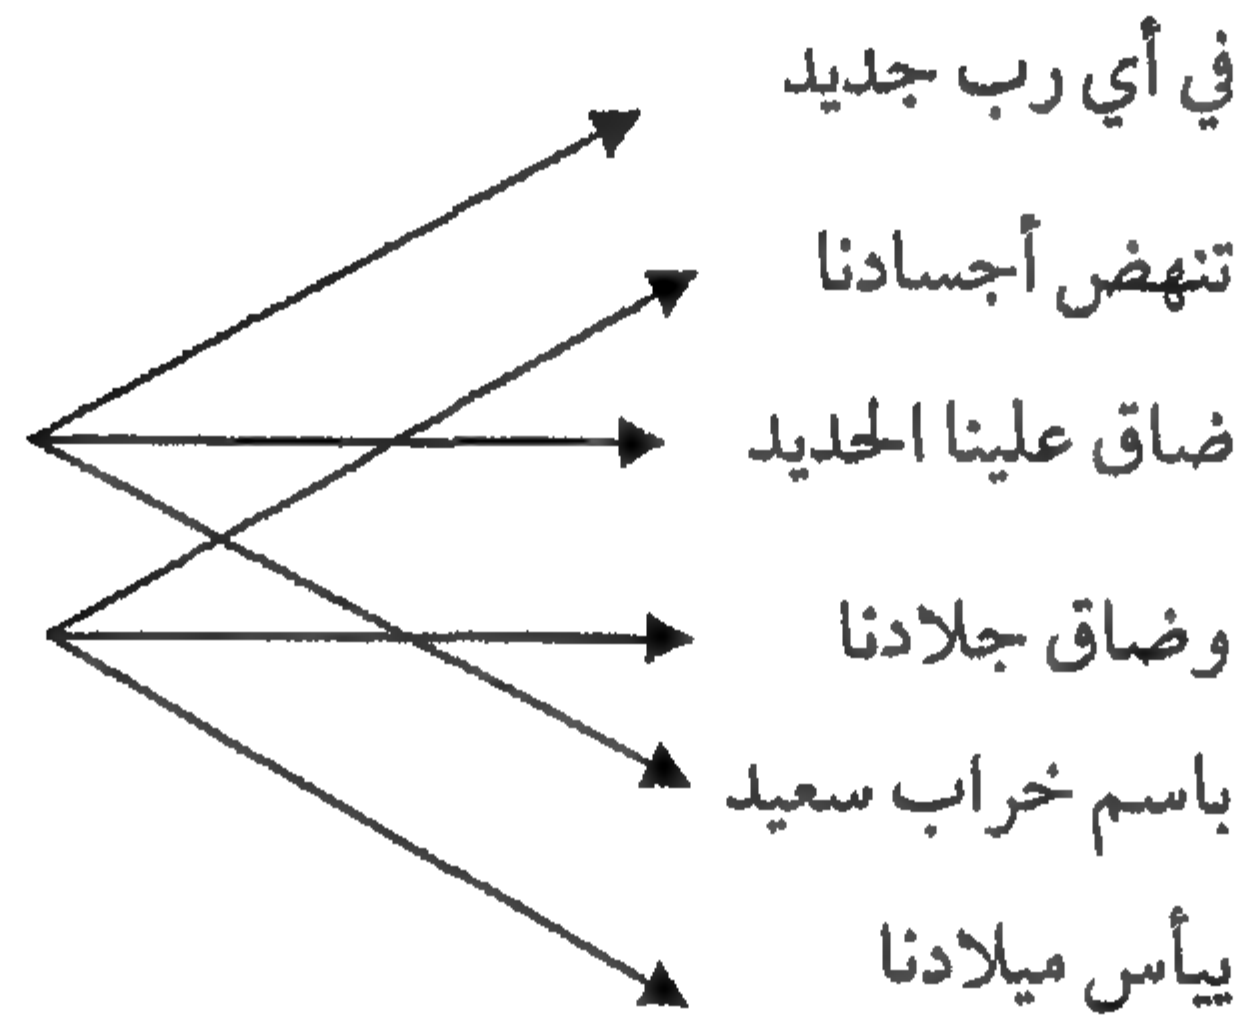 في أي رب جديد
تنهض أجسادنا
ضاق علينا الحديد
وضاق جلادنا
باسم خراب سعيد
ييأس ميلادنا